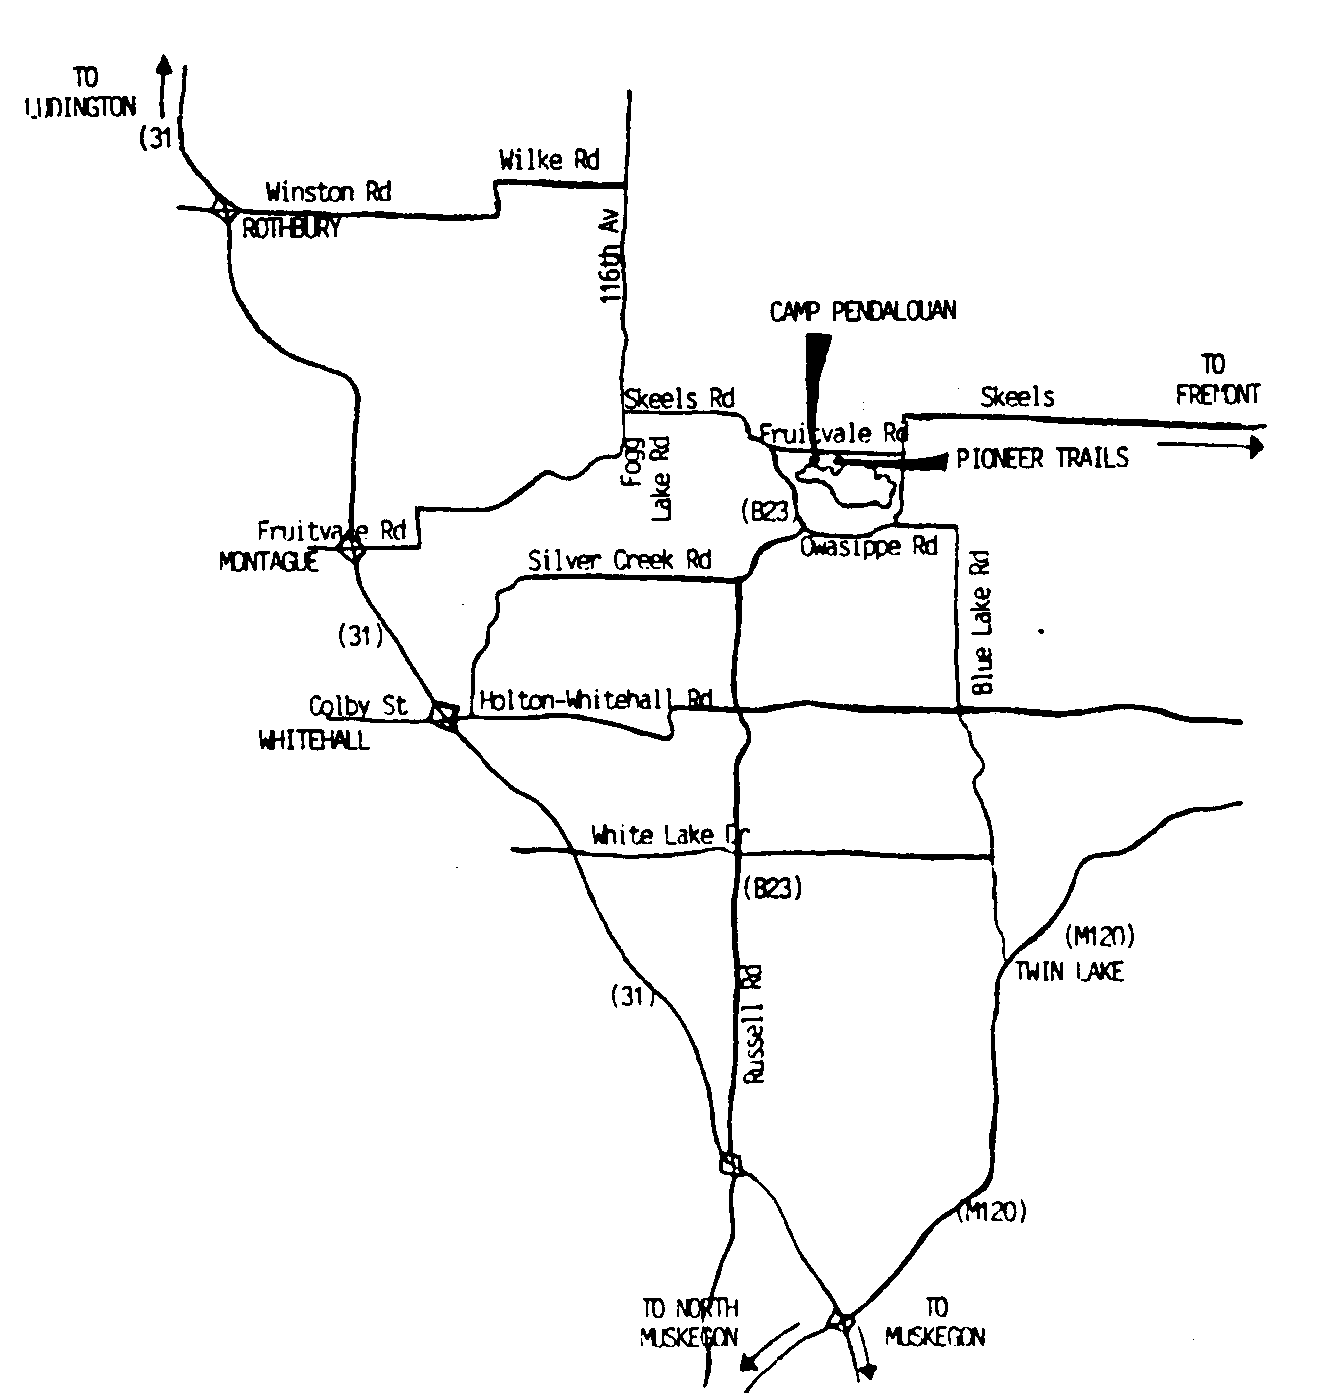 TO
LUDINGTON
(31
Wilke Rd
Winston Rd
ROTHBURY
116th Av
CAMP PENDALOUAN
TO
FREMONT
Skeels Rd
Skeels
Fruitvale Rd
PIONEER TRAILS
Fogg
Lake Rd
(B23)
Fruitvale Rd
MONTAGUE
Owasippe Rd
Silver Creek Rd
Blue Lake Rd
(31)
Colby St
Holton-Whitehall Rd
WHITEHALL
White Lake Dr
(B23)
(M120)
TWIN LAKE
(31)
Russell Rd
(M120)
TO NORTH
MUSKEGON
TO
MUSKEGON